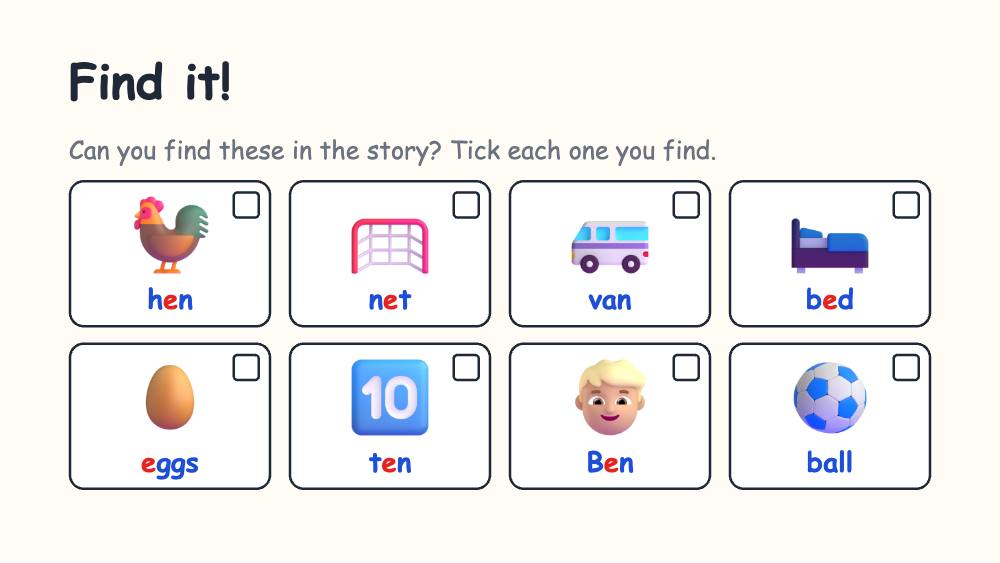 Find it!
Can you find these in the story? Tick each one you find.
hen
net
van
bed
10
eggs
ten
Ben
ball